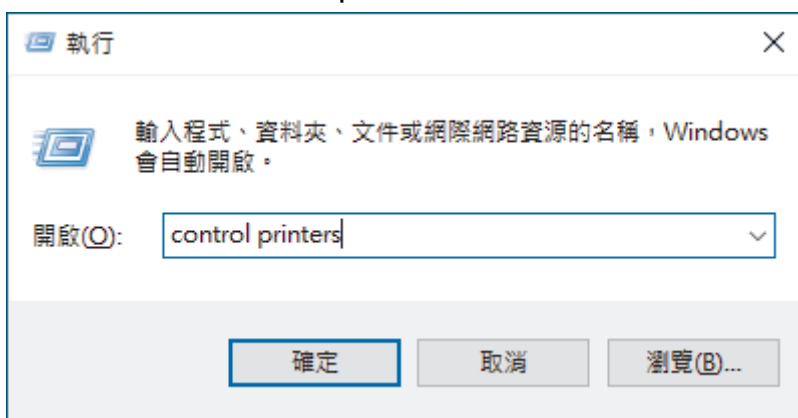 執行
輸入程式、資料夾、文件或網際網路資源的名稱，Windows
會自動開啟。
開啟(O):
control printers
確定
取消
瀏覽(B)...